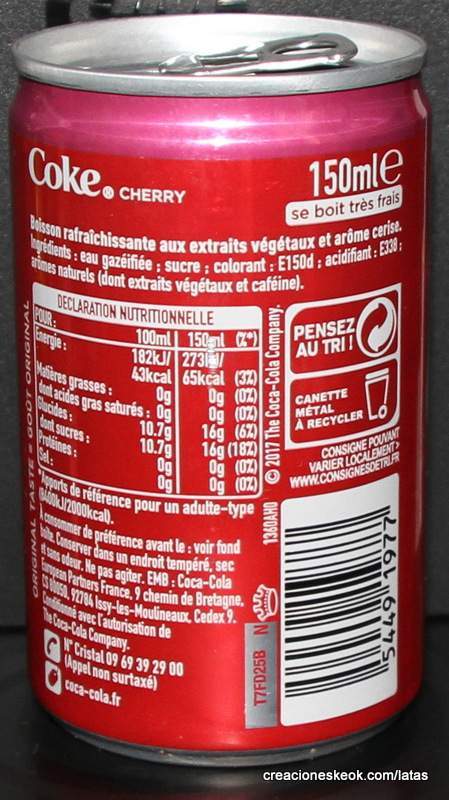 Coke® CHERRY
150ml℮
se boit très frais
Boisson rafraîchissante aux extraits végétaux et arôme cerise.
Ingrédients : eau gazéifiée ; sucre ; colorant : E150d ; acidifiant : E338 ;
arômes naturels (dont extraits végétaux et caféine).
DECLARATION NUTRITIONNELLE
POUR : 100ml 150ml (%*)
Energie : 182kJ/ 273kJ/
43kcal 65kcal (3%)
Matières grasses : 0g 0g (0%)
dont acides gras saturés : 0g 0g (0%)
Glucides : 10.7g 16g (6%)
dont sucres : 10.7g 16g (18%)
Protéines : 0g 0g (0%)
Sel : 0g 0g (0%)
*Apports de référence pour un adulte-type
(8400kJ/2000kcal).
A consommer de préférence avant le : voir fond
boîte. Conserver dans un endroit tempéré, sec
et sans odeur. Ne pas agiter. EMB : Coca-Cola
European Partners France, 9 chemin de Bretagne,
92784 Issy-les-Moulineaux, Cedex 9.
Conditionné avec l'autorisation de
The Coca-Cola Company.
N° Cristal 09 69 39 29 00
(Appel non surtaxé)
coca-cola.fr
ORIGINAL TASTE = GOÛT ORIGINAL
© 2017 The Coca-Cola Company.
PENSEZ
AU TRI !
CANETTE
MÉTAL
À RECYCLER
CONSIGNE POUVANT
VARIER LOCALEMENT >
WWW.CONSIGNESDETRI.FR
1360AHD
T7FD25B N
5449 1977
creacioneskeok.com/latas